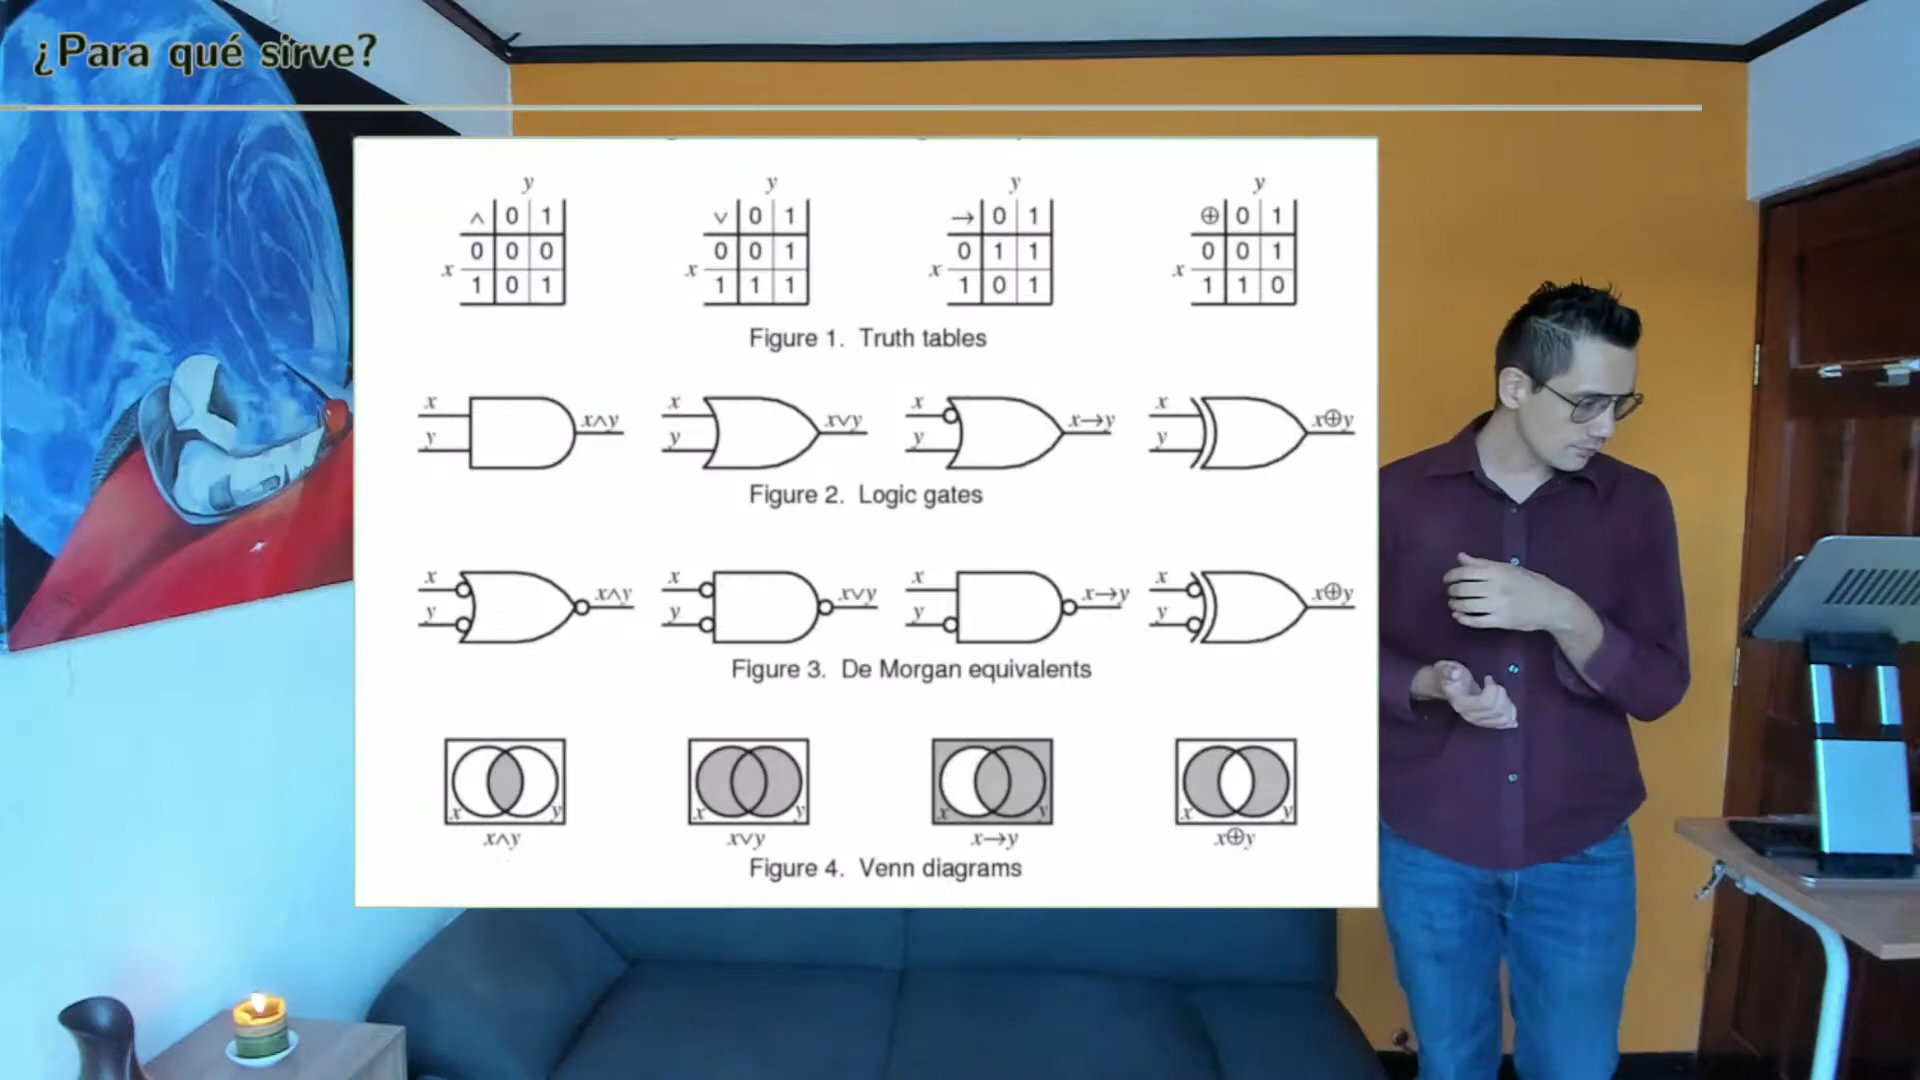 ¿Para qué sirve?
y y y y
∧ 0 1 ∨ 0 1 → 0 1 ⊕ 0 1
0 0 0 0 0 1 0 1 1 0 0 1
x x x x
1 0 1 1 1 1 1 0 1 1 1 0
Figure 1. Truth tables
x x x x
x∧y x∨y x→y x⊕y
y y y y
Figure 2. Logic gates
x x x x
x∧y x∨y x→y x⊕y
y y y y
Figure 3. De Morgan equivalents
x y x y x y x y
x∧y x∨y x→y x⊕y
Figure 4. Venn diagrams